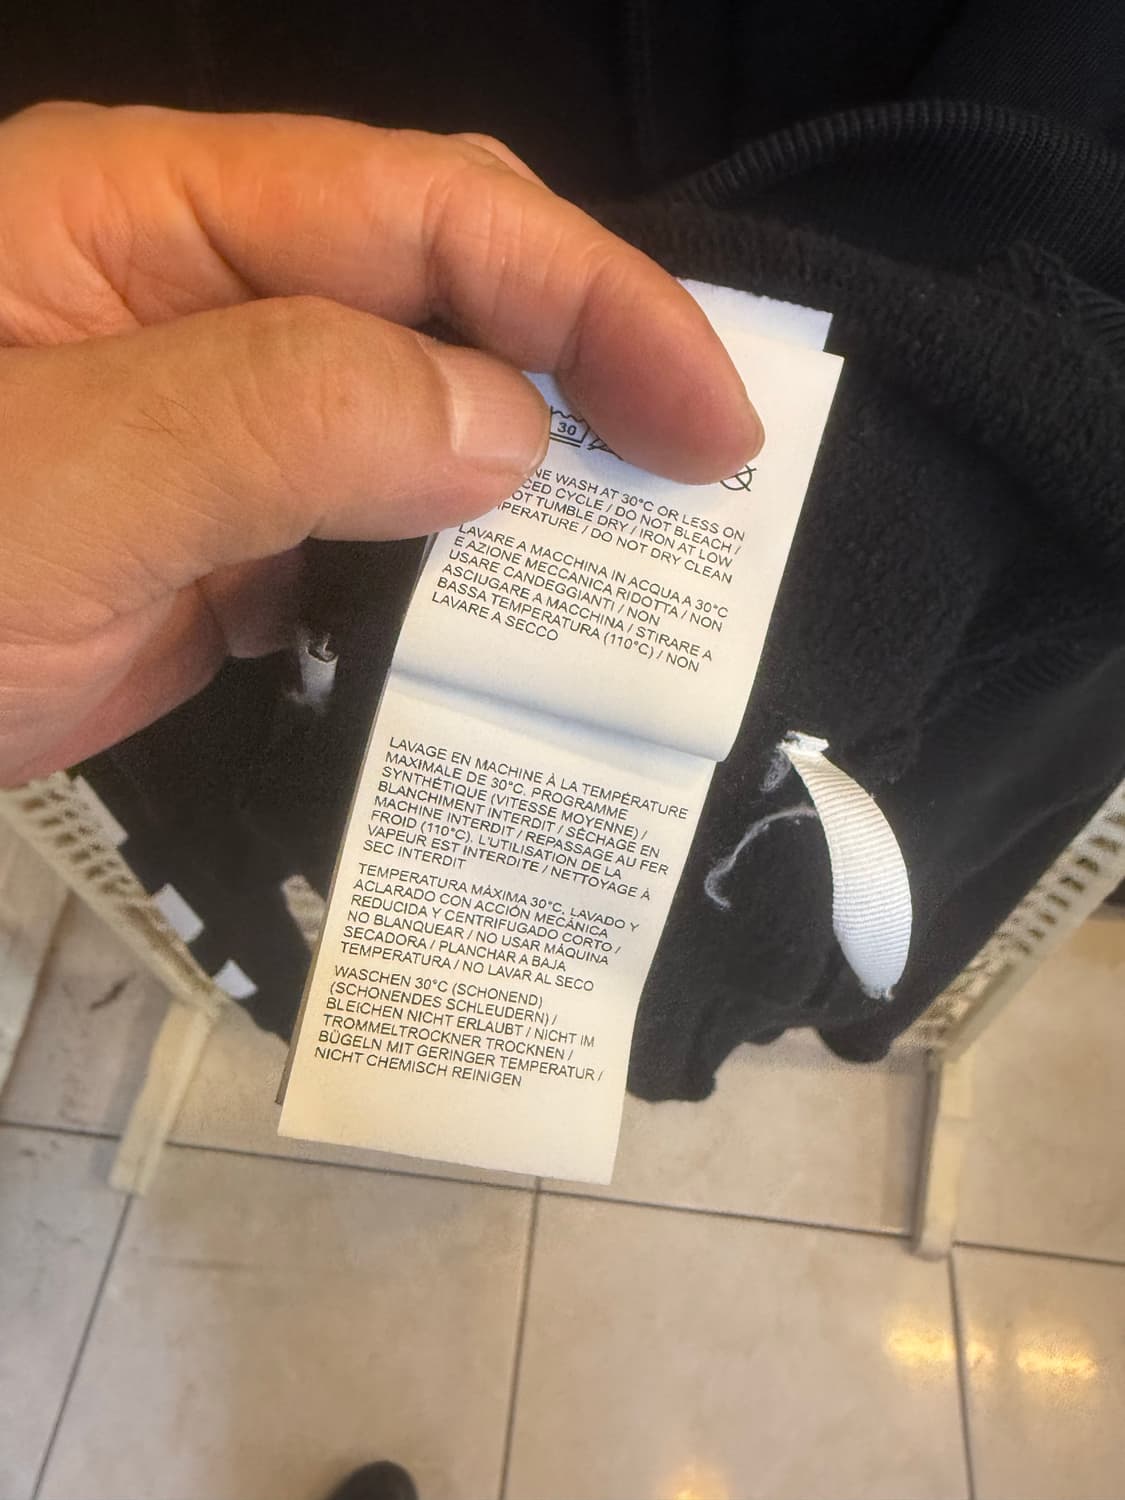 30
WASH AT 30°C OR LESS ON
CYCLE / DO NOT BLEACH /
TUMBLE DRY / IRON AT LOW
/ DO NOT DRY CLEAN
LAVARE A MACCHINA IN ACQUA A 30°C
E AZIONE MECCANICA RIDOTTA / NON
USARE CANDEGGIANTI / NON
ASCIUGARE A MACCHINA / STIRARE A
BASSA TEMPERATURA (110°C) / NON
LAVARE A SECCO
LAVAGE EN MACHINE À LA TEMPÉRATURE
MAXIMALE DE 30°C. PROGRAMME
SYNTHÉTIQUE (VITESSE MOYENNE) /
BLANCHIMENT INTERDIT / SÉCHAGE EN
MACHINE INTERDIT / REPASSAGE AU FER
FROID (110°C). L'UTILISATION DE LA
VAPEUR EST INTERDITE / NETTOYAGE À
SEC INTERDIT
TEMPERATURA MÁXIMA 30°C. LAVADO Y
ACLARADO CON ACCIÓN MECÁNICA
REDUCIDA Y CENTRIFUGADO CORTO /
NO BLANQUEAR / NO USAR MÁQUINA
SECADORA / PLANCHAR A BAJA
TEMPERATURA / NO LAVAR AL SECO
WASCHEN 30°C (SCHONEND)
(SCHONENDES SCHLEUDERN) /
BLEICHEN NICHT ERLAUBT / NICHT IM
TROMMELTROCKNER TROCKNEN /
BÜGELN MIT GERINGER TEMPERATUR /
NICHT CHEMISCH REINIGEN